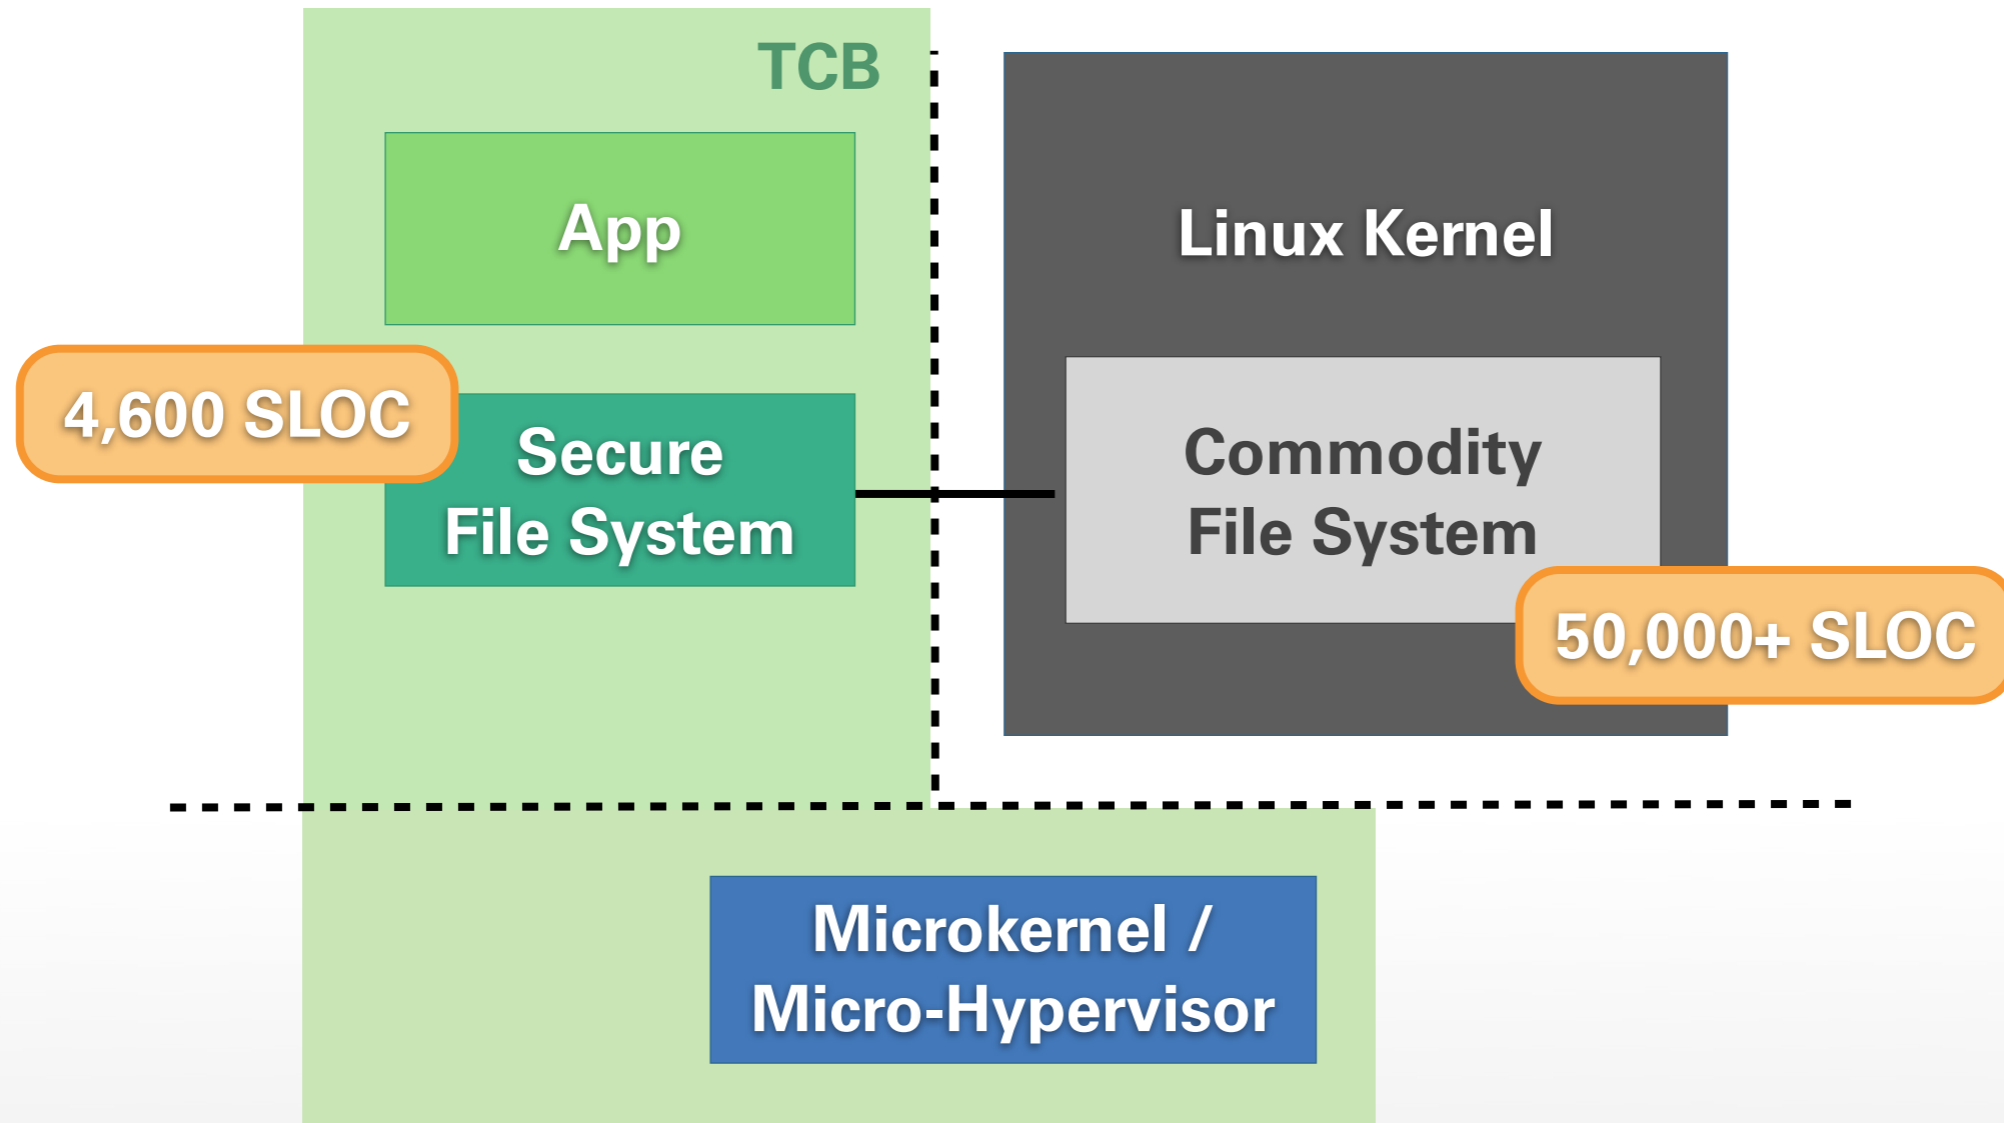 TCB
App
Linux Kernel
4,600 SLOC
Secure
File System
Commodity
File System
50,000+ SLOC
Microkernel /
Micro-Hypervisor